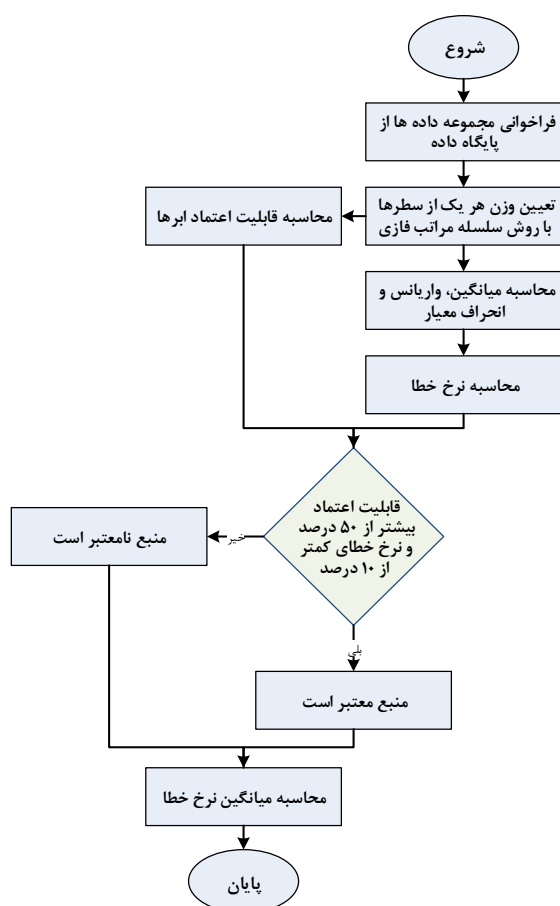 شروع
فراخوانی مجموعه داده ها از
پایگاه داده
تعیین وزن هر یک از سطرها
با روش سلسله مراتب فازی
محاسبه قابلیت اعتماد ابرها
محاسبه میانگین، واریانس و
انحراف معیار
محاسبه نرخ خطا
قابلیت اعتماد
بیشتر از ۵۰ درصد
و نرخ خطای کمتر
از ۱۰ درصد
خیر
منبع نامعتبر است
بلی
منبع معتبر است
محاسبه میانگین نرخ خطا
پایان